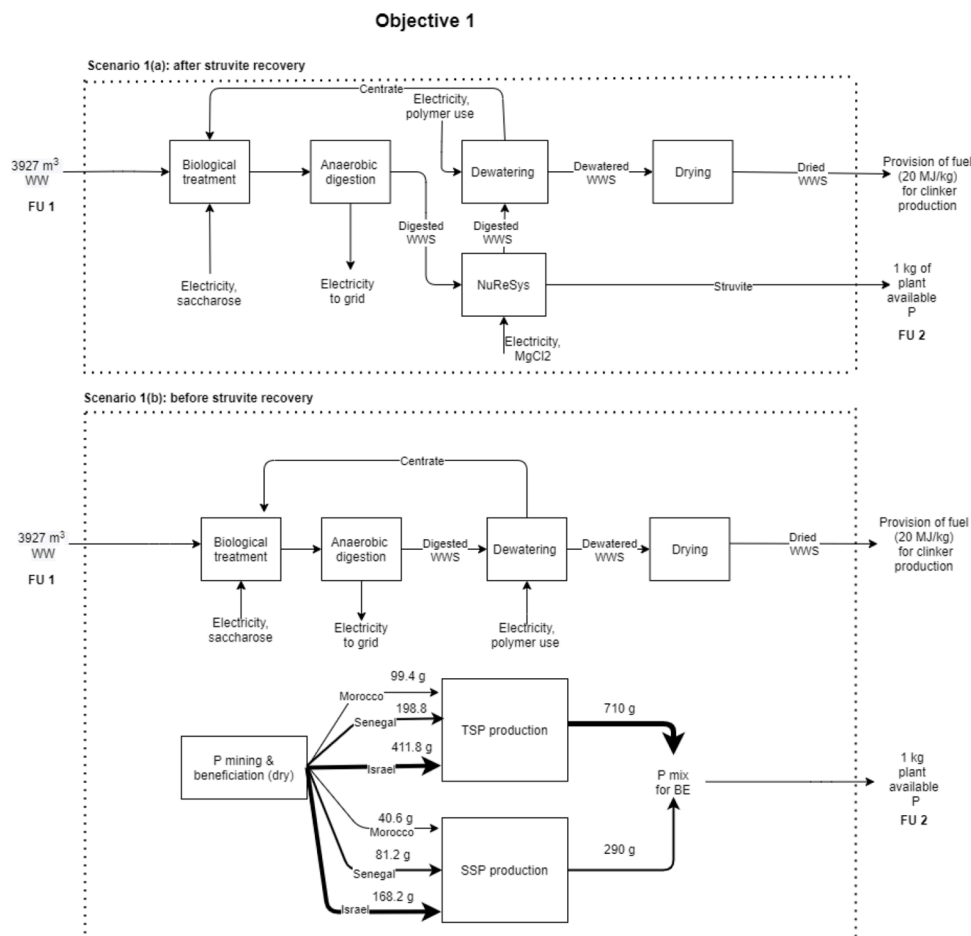 Objective 1
Scenario 1(a): after struvite recovery
Centrate
Electricity,
polymer use
3927 m³
WW
FU 1
Biological
treatment
Anaerobic
digestion
Dewatering
Dewatered
WWS
Drying
Dried
WWS
Provision of fuel
(20 MJ/kg)
for clinker
production
Digested
WWS
Digested
WWS
Electricity,
saccharose
Electricity
to grid
NuReSys
Struvite
1 kg of
plant
available
P
FU 2
Electricity,
MgCl2
Scenario 1(b): before struvite recovery
Centrate
3927 m³
WW
FU 1
Biological
treatment
Anaerobic
digestion
Digested
WWS
Dewatering
Dewatered
WWS
Drying
Dried
WWS
Provision of fuel
(20 MJ/kg)
for clinker
production
Electricity,
saccharose
Electricity
to grid
Electricity,
polymer use
99.4 g
Morocco
198.8
Senegal
411.8 g
Israel
TSP production
710 g
P mining &
beneficiation (dry)
P mix
for BE
1 kg
plant
available
P
FU 2
40.6 g
Morocco
81.2 g
Senegal
168.2 g
Israel
SSP production
290 g